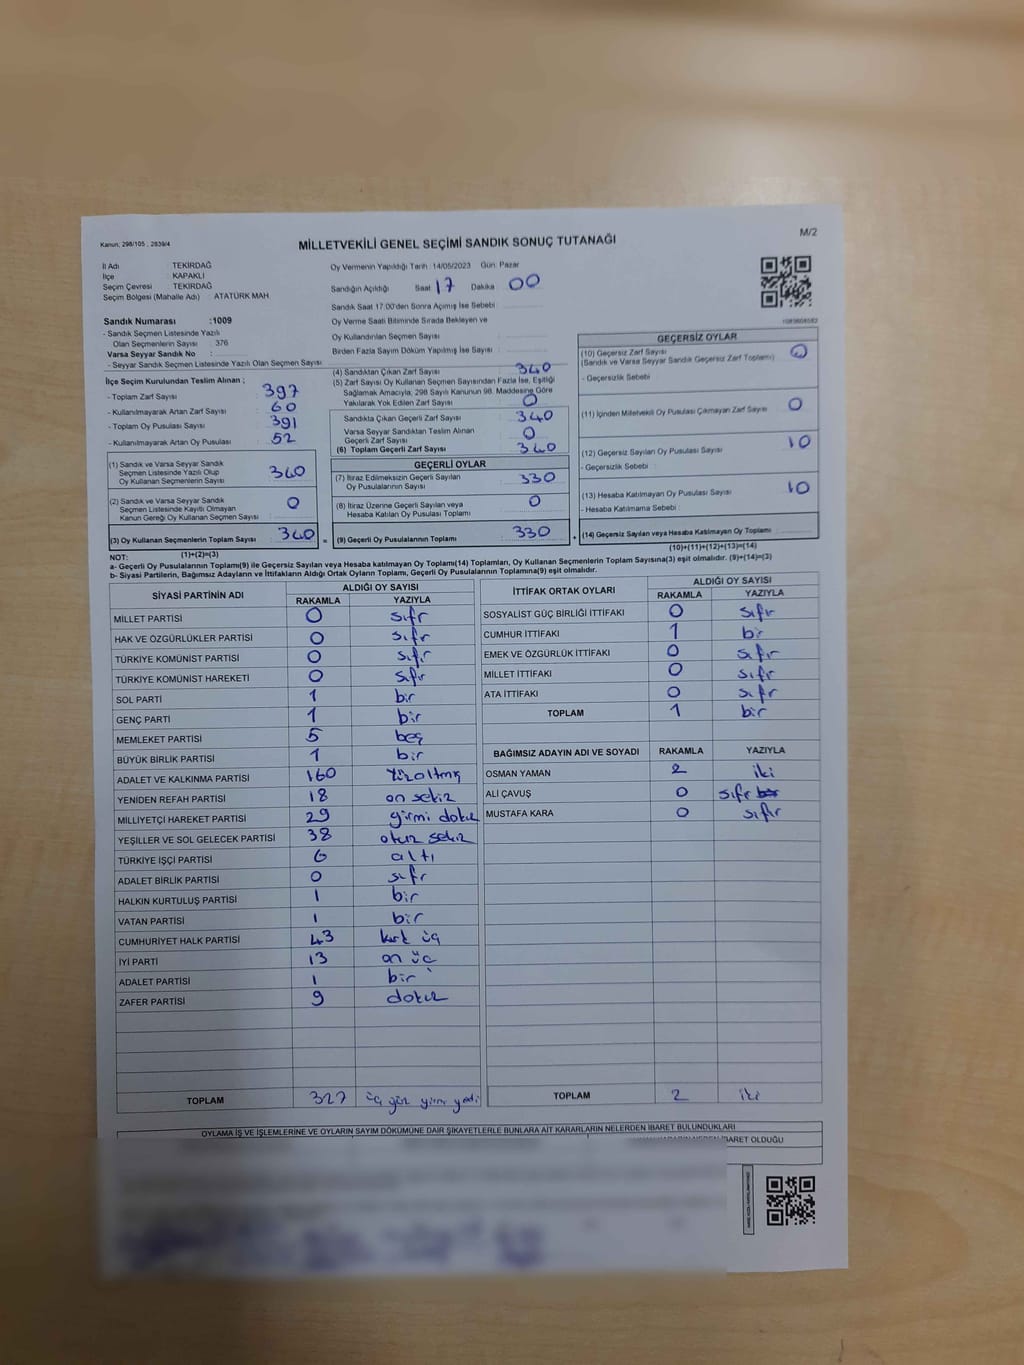 M/2
Kanun: 298/105 , 2839/4
MİLLETVEKİLİ GENEL SEÇİMİ SANDIK SONUÇ TUTANAĞI
İl Adı : TEKİRDAĞ
İlçe : KAPAKLI
Seçim Çevresi : TEKİRDAĞ
Seçim Bölgesi (Mahalle Adı) : ATATÜRK MAH
Sandık Numarası :1009
- Sandık Seçmen Listesinde Yazılı
Olan Seçmenlerin Sayısı : 376
Varsa Seyyar Sandık No :
- Seyyar Sandık Seçmen Listesinde Yazılı Olan Seçmen Sayısı
Oy Vermenin Yapıldığı Tarih :14/05/2023 Gün: Pazar
Sandığın Açıldığı Saat 17 Dakika 00
Sandık Saat 17.00'den Sonra Açımış İse Sebebi :
Oy Verme Saati Bitiminde Sırada Bekleyen ve
Oy Kullandırılan Seçmen Sayısı :
Birden Fazla Sayım Döküm Yapılmış İse Sayısı :
İlçe Seçim Kurulundan Teslim Alınan ;
- Toplam Zarf Sayısı : 397
- Kullanılmayarak Artan Zarf Sayısı : 60
- Toplam Oy Pusulası Sayısı : 391
- Kullanılmayarak Artan Oy Pusulası : 52
(1) Sandık ve Varsa Seyyar Sandık
Seçmen Listesinde Yazılı Olup
Oy Kullanan Seçmenlerin Sayısı : 340
(2) Sandık ve Varsa Seyyar Sandık
Seçmen Listesinde Kayıtlı Olmayan
Kanun Gereği Oy Kullanan Seçmen Sayısı : 0
(3) Oy Kullanan Seçmenlerin Toplam Sayısı : 340
(4) Sandıktan Çıkan Zarf Sayısı : 340
(5) Zarf Sayısı Oy Kullanan Seçmen Sayısından Fazla İse, Eşitliği
Sağlamak Amacıyla, 298 Sayılı Kanunun 98. Maddesine Göre
Yakılarak Yok Edilen Zarf Sayısı : 0
Sandıkta Çıkan Geçerli Zarf Sayısı : 340
Varsa Seyyar Sandıktan Teslim Alınan
Geçerli Zarf Sayısı : 0
(6) Toplam Geçerli Zarf Sayısı : 340
GEÇERLİ OYLAR
(7) İtiraz Edilmeksizin Geçerli Sayılan
Oy Pusulalarının Sayısı : 330
(8) İtiraz Üzerine Geçerli Sayılan veya
Hesaba Katılan Oy Pusulası Toplamı : 0
= (9) Geçerli Oy Pusulalarının Toplamı : 330
GEÇERSİZ OYLAR
(10) Geçersiz Zarf Sayısı : 0
(Sandık ve Varsa Seyyar Sandık Geçersiz Zarf Toplamı)
- Geçersizlik Sebebi :
(11) İçinden Milletvekili Oy Pusulası Çıkmayan Zarf Sayısı : 0
(12) Geçersiz Sayılan Oy Pusulası Sayısı : 10
- Geçersizlik Sebebi :
(13) Hesaba Katılmayan Oy Pusulası Sayısı : 10
- Hesaba Katılmama Sebebi :
+ (14) Geçersiz Sayılan veya Hesaba Katılmayan Oy Toplamı :
NOT: (1)+(2)=(3) (10)+(11)+(12)+(13)=(14)
a- Geçerli Oy Pusulalarının Toplamı(9) ile Geçersiz Sayılan veya Hesaba katılmayan Oy Toplamı(14) Toplamları, Oy Kullanan Seçmenlerin Toplam Sayısına(3) eşit olmalıdır. (9)+(14)=(3)
b- Siyasi Partilerin, Bağımsız Adayların ve İttifakların Aldığı Ortak Oyların Toplamı, Geçerli Oy Pusulalarının Toplamına(9) eşit olmalıdır.
SİYASİ PARTİNİN ADI ALDIĞI OY SAYISI
RAKAMLA YAZIYLA
MİLLET PARTİSİ 0 sıfır
HAK VE ÖZGÜRLÜKLER PARTİSİ 0 sıfır
TÜRKİYE KOMÜNİST PARTİSİ 0 sıfır
TÜRKİYE KOMÜNİST HAREKETİ 0 sıfır
SOL PARTİ 1 bir
GENÇ PARTİ 1 bir
MEMLEKET PARTİSİ 5 beş
BÜYÜK BİRLİK PARTİSİ 1 bir
ADALET VE KALKINMA PARTİSİ 160 Yüzaltmış
YENİDEN REFAH PARTİSİ 18 on sekiz
MİLLİYETÇİ HAREKET PARTİSİ 29 yirmi dokuz
YEŞİLLER VE SOL GELECEK PARTİSİ 38 otuz sekiz
TÜRKİYE İŞÇİ PARTİSİ 6 altı
ADALET BİRLİK PARTİSİ 0 sıfır
HALKIN KURTULUŞ PARTİSİ 1 bir
VATAN PARTİSİ 1 bir
CUMHURİYET HALK PARTİSİ 43 kırk üç
İYİ PARTİ 13 on üç
ADALET PARTİSİ 1 bir
ZAFER PARTİSİ 9 dokuz
TOPLAM 327 üç yüz yirmi yedi
İTTİFAK ORTAK OYLARI ALDIĞI OY SAYISI
RAKAMLA YAZIYLA
SOSYALİST GÜÇ BİRLİĞİ İTTİFAKI 0 sıfır
CUMHUR İTTİFAKI 1 bir
EMEK VE ÖZGÜRLÜK İTTİFAKI 0 sıfır
MİLLET İTTİFAKI 0 sıfır
ATA İTTİFAKI 0 sıfır
TOPLAM 1 bir
BAĞIMSIZ ADAYIN ADI VE SOYADI RAKAMLA YAZIYLA
OSMAN YAMAN 2 iki
ALİ ÇAVUŞ 0 sıfır
MUSTAFA KARA 0 sıfır
TOPLAM 2 iki
OYLAMA İŞ VE İŞLEMLERİNE VE OYLARIN SAYIM DÖKÜMÜNE DAİR ŞİKAYETLERLE BUNLARA AİT KARARLARIN NELERDEN İBARET BULUNDUKLARI
İBARET OLDUĞU